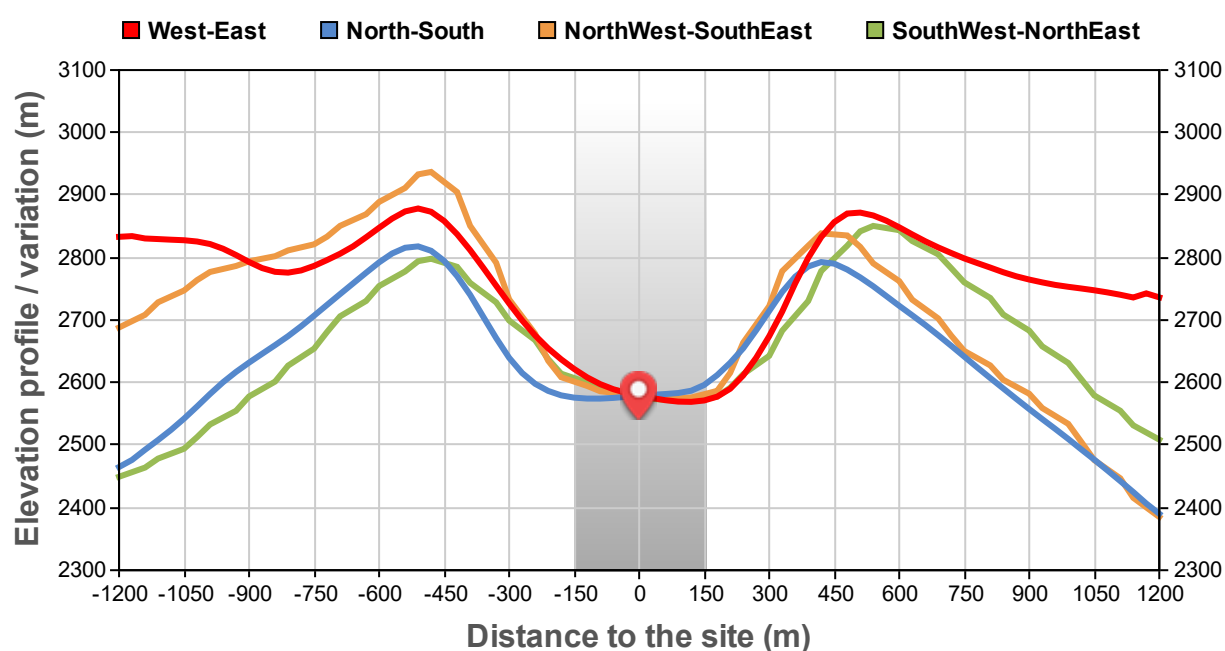 West-East North-South NorthWest-SouthEast SouthWest-NorthEast
Elevation profile / variation (m)
3100 3100
3000 3000
2900 2900
2800 2800
2700 2700
2600 2600
2500 2500
2400 2400
2300 2300
-1200 -1050 -900 -750 -600 -450 -300 -150 0 150 300 450 600 750 900 1050 1200
Distance to the site (m)